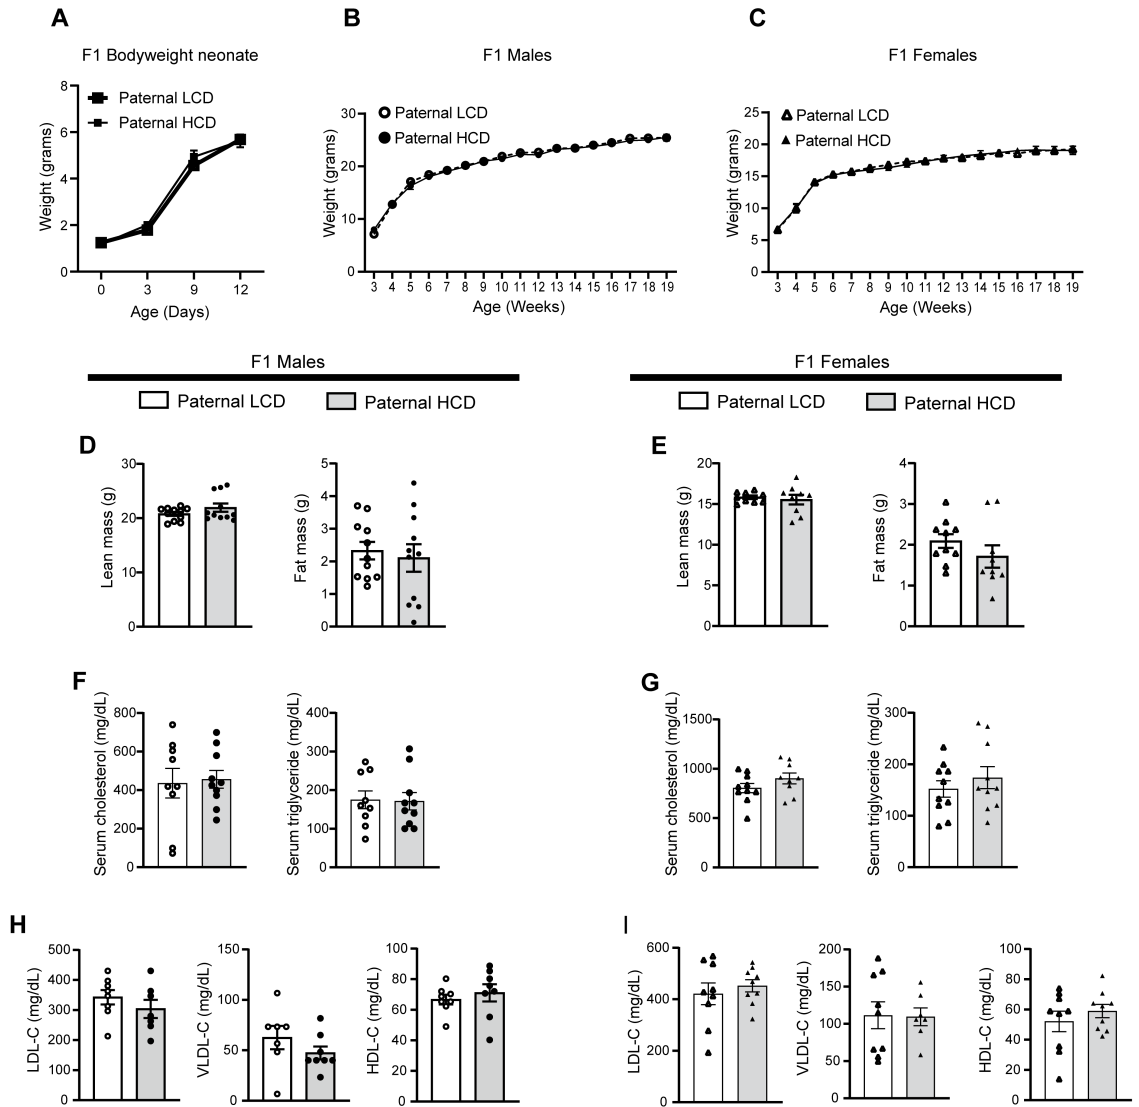 A
B
C
F1 Bodyweight neonate
F1 Males
F1 Females
Weight (grams)
8
6
4
2
0
Paternal LCD
Paternal HCD
0 3 9 12
Age (Days)
Weight (grams)
30
20
10
0
Paternal LCD
Paternal HCD
3 4 5 6 7 8 9 10 11 12 13 14 15 16 17 18 19
Age (Weeks)
Weight (grams)
25
20
15
10
5
0
Paternal LCD
Paternal HCD
3 4 5 6 7 8 9 10 11 12 13 14 15 16 17 18 19
Age (Weeks)
F1 Males
Paternal LCD
Paternal HCD
F1 Females
Paternal LCD
Paternal HCD
D
Lean mass (g)
30
20
10
0
Fat mass (g)
5
4
3
2
1
0
E
Lean mass (g)
20
15
10
5
0
Fat mass (g)
4
3
2
1
0
F
Serum cholesterol (mg/dL)
800
600
400
200
0
Serum triglyceride (mg/dL)
400
300
200
100
0
G
Serum cholesterol (mg/dL)
1500
1000
500
0
Serum triglyceride (mg/dL)
300
200
100
0
H
LDL-C (mg/dL)
500
400
300
200
100
0
VLDL-C (mg/dL)
150
100
50
0
HDL-C (mg/dL)
100
80
60
40
20
0
I
LDL-C (mg/dL)
600
400
200
0
VLDL-C (mg/dL)
200
150
100
50
0
HDL-C (mg/dL)
100
80
60
40
20
0